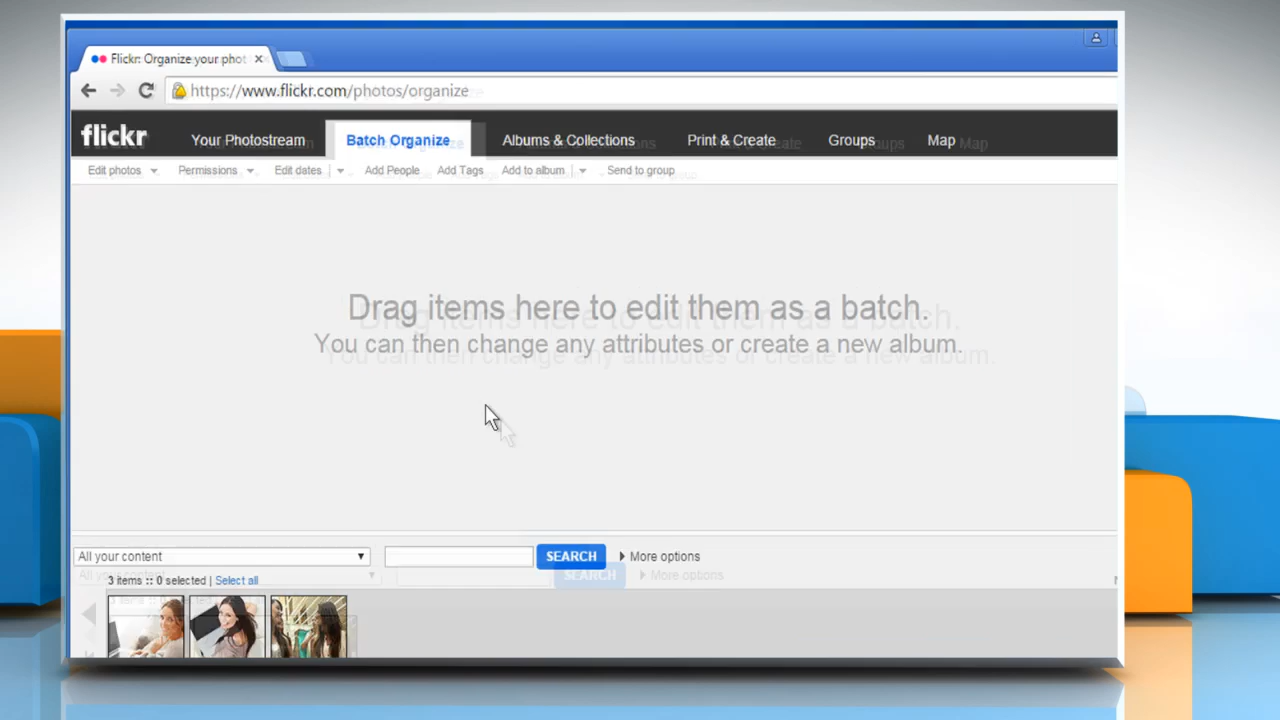 Flickr: Organize your phot
https://www.flickr.com/photos/organize
flickr Your Photostream Batch Organize Albums & Collections Print & Create Groups Map
Edit photos Permissions Edit dates Add People Add Tags Add to album Send to group
Drag items here to edit them as a batch.
You can then change any attributes or create a new album.
All your content SEARCH More options
3 items :: 0 selected | Select all